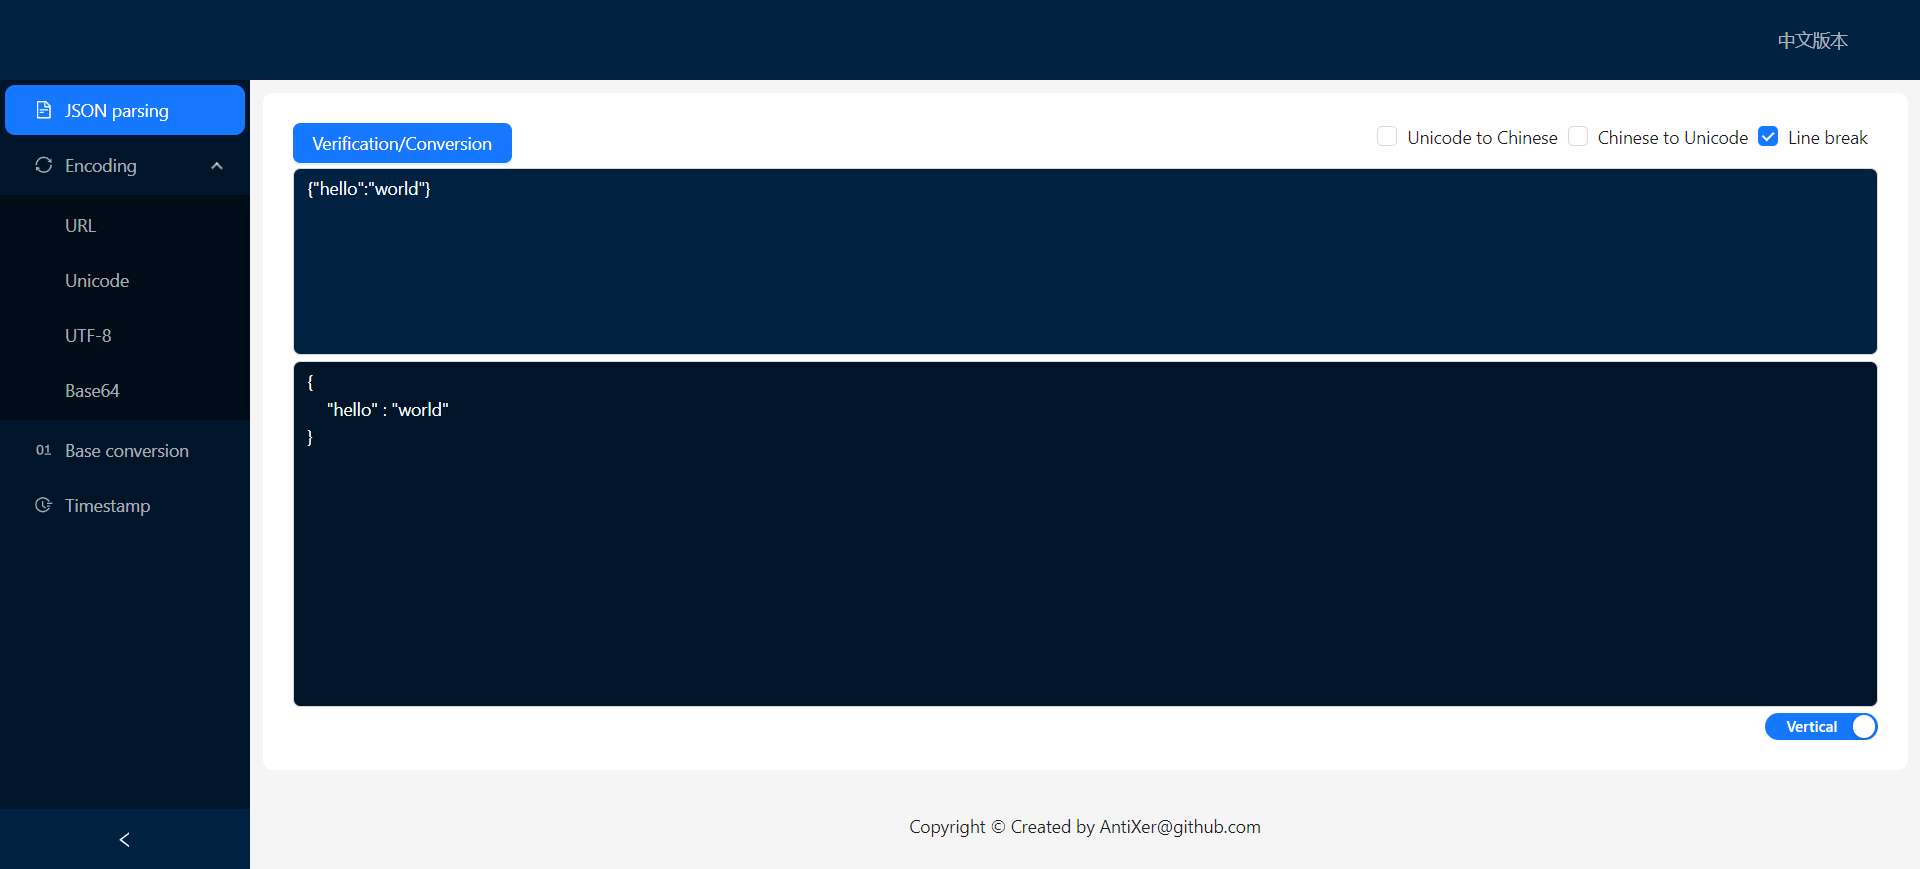 中文版本
JSON parsing
Encoding
URL
Unicode
UTF-8
Base64
01 Base conversion
Timestamp
Verification/Conversion
Unicode to Chinese Chinese to Unicode Line break
{"hello":"world"}
{
"hello" : "world"
}
Vertical
Copyright © Created by AntiXer@github.com